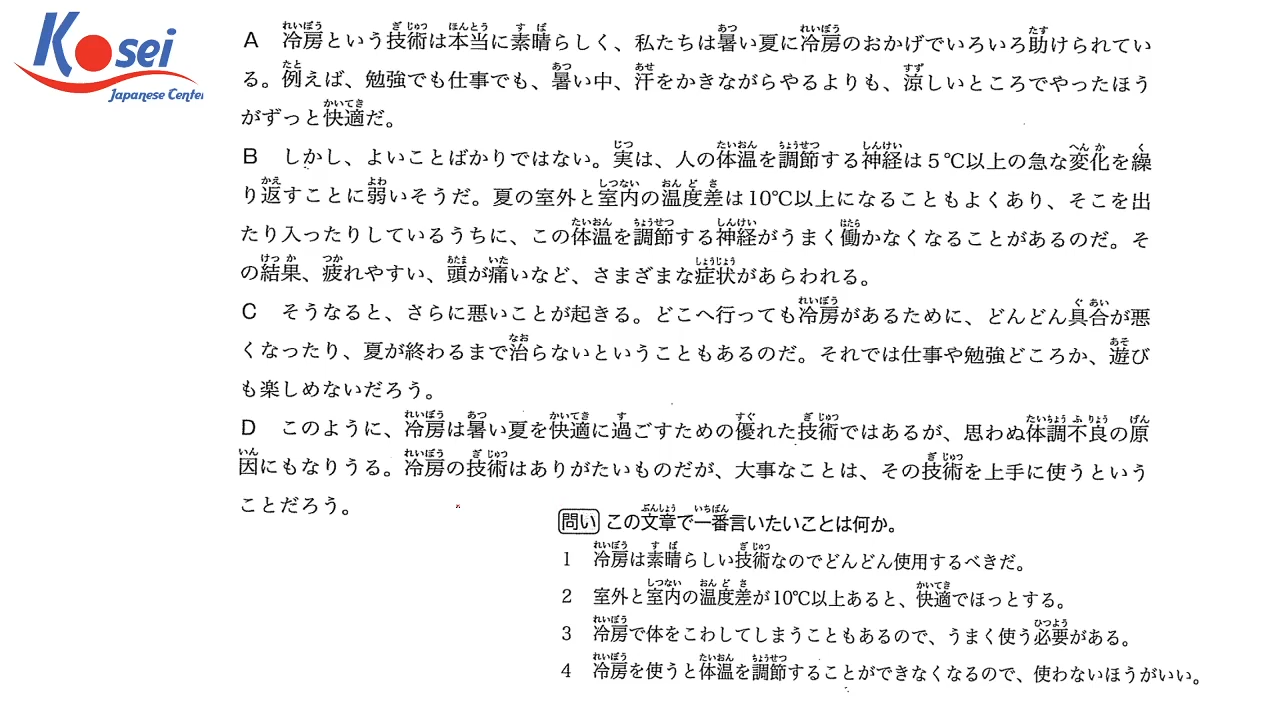 Kosei
Japanese Center
A 冷房という技術は本当に素晴らしく、私たちは暑い夏に冷房のおかげでいろいろ助けられてい
る。例えば、勉強でも仕事でも、暑い中、汗をかきながらやるよりも、涼しいところでやったほう
がずっと快適だ。
B しかし、よいことばかりではない。実は、人の体温を調節する神経は5℃以上の急な変化を繰
り返すことに弱いそうだ。夏の室外と室内の温度差は10℃以上になることもよくあり、そこを出
たり入ったりしているうちに、この体温を調節する神経がうまく働かなくなることがあるのだ。そ
の結果、疲れやすい、頭が痛いなど、さまざまな症状があらわれる。
C そうなると、さらに悪いことが起きる。どこへ行っても冷房があるために、どんどん具合が悪
くなったり、夏が終わるまで治らないということもあるのだ。それでは仕事や勉強どころか、遊び
も楽しめないだろう。
D このように、冷房は暑い夏を快適に過ごすための優れた技術ではあるが、思わぬ体調不良の原
因にもなりうる。冷房の技術はありがたいものだが、大事なことは、その技術を上手に使うという
ことだろう。
問い この文章で一番言いたいことは何か。
1 冷房は素晴らしい技術なのでどんどん使用するべきだ。
2 室外と室内の温度差が10℃以上あると、快適でほっとする。
3 冷房で体をこわしてしまうこともあるので、うまく使う必要がある。
4 冷房を使うと体温を調節することができなくなるので、使わないほうがいい。